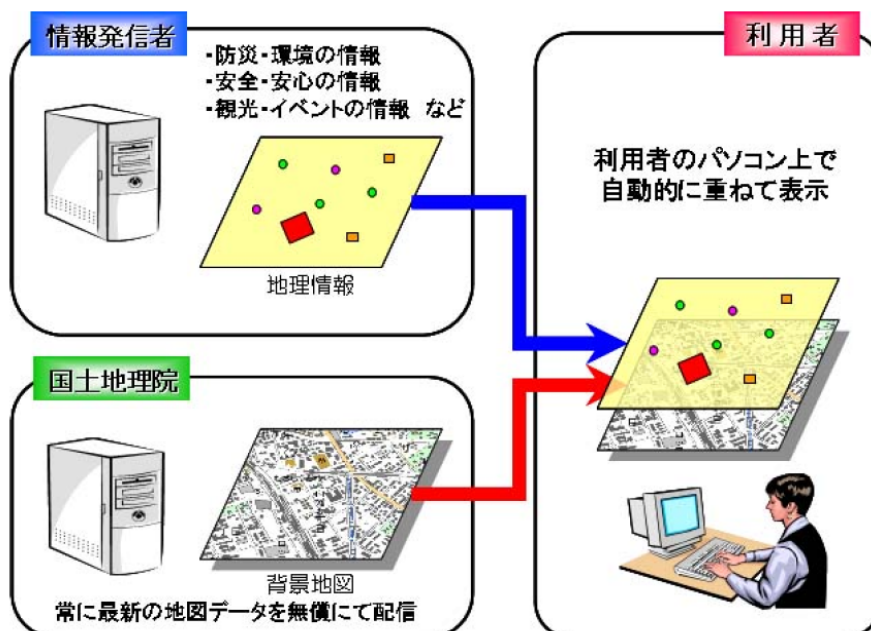 情報発信者
・防災・環境の情報
・安全・安心の情報
・観光・イベントの情報 など
地理情報
国土地理院
背景地図
常に最新の地図データを無償にて配信
利用者
利用者のパソコン上で
自動的に重ねて表示